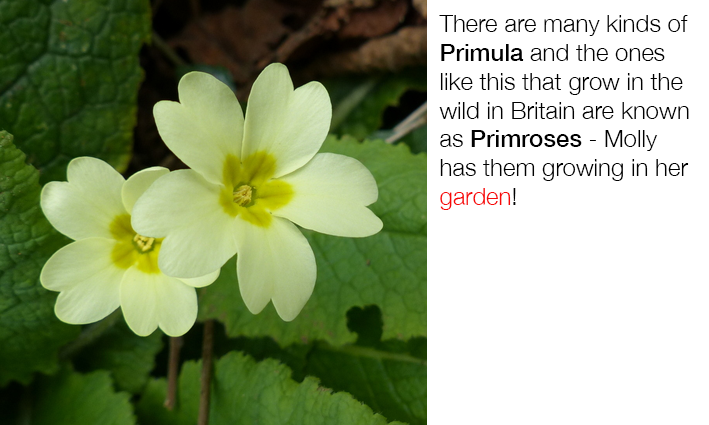 There are many kinds of
Primula and the ones
like this that grow in the
wild in Britain are known
as Primroses - Molly
has them growing in her
garden!